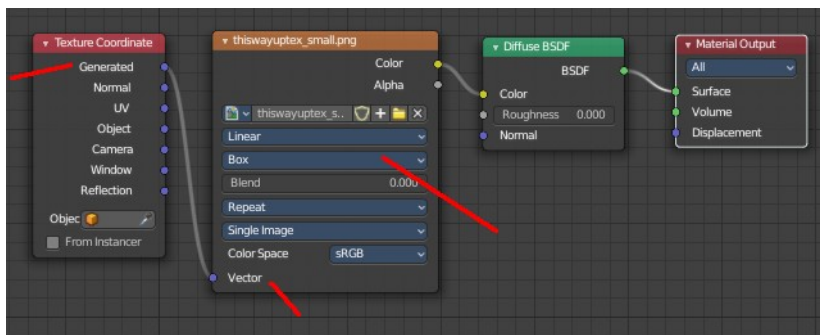 Texture Coordinate
Generated
Normal
UV
Object
Camera
Window
Reflection
Objec
From Instancer
thiswayuptex_small.png
Color
Alpha
thiswayuptex_s..
Linear
Box
Blend 0.000
Repeat
Single Image
Color Space sRGB
Vector
Diffuse BSDF
BSDF
Color
Roughness 0.000
Normal
Material Output
All
Surface
Volume
Displacement